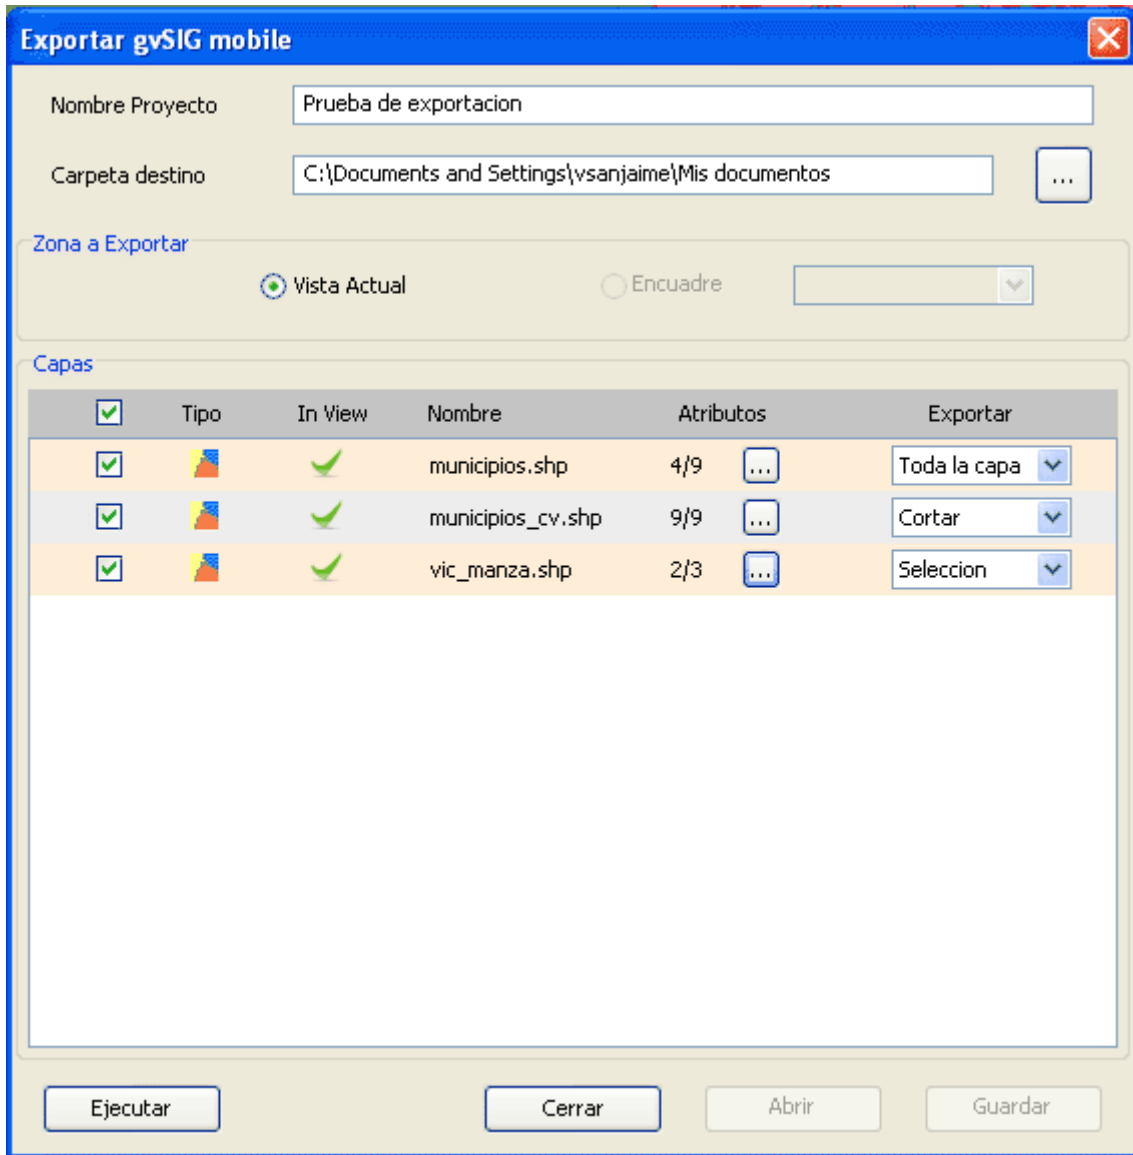 Exportar gvSIG mobile
Nombre Proyecto Prueba de exportacion
Carpeta destino C:\Documents and Settings\vsanjaime\Mis documentos ...
Zona a Exportar
Vista Actual Encuadre
Capas
Tipo In View Nombre Atributos Exportar
municipios.shp 4/9 ... Toda la capa
municipios_cv.shp 9/9 ... Cortar
vic_manza.shp 2/3 ... Seleccion
Ejecutar Cerrar Abrir Guardar